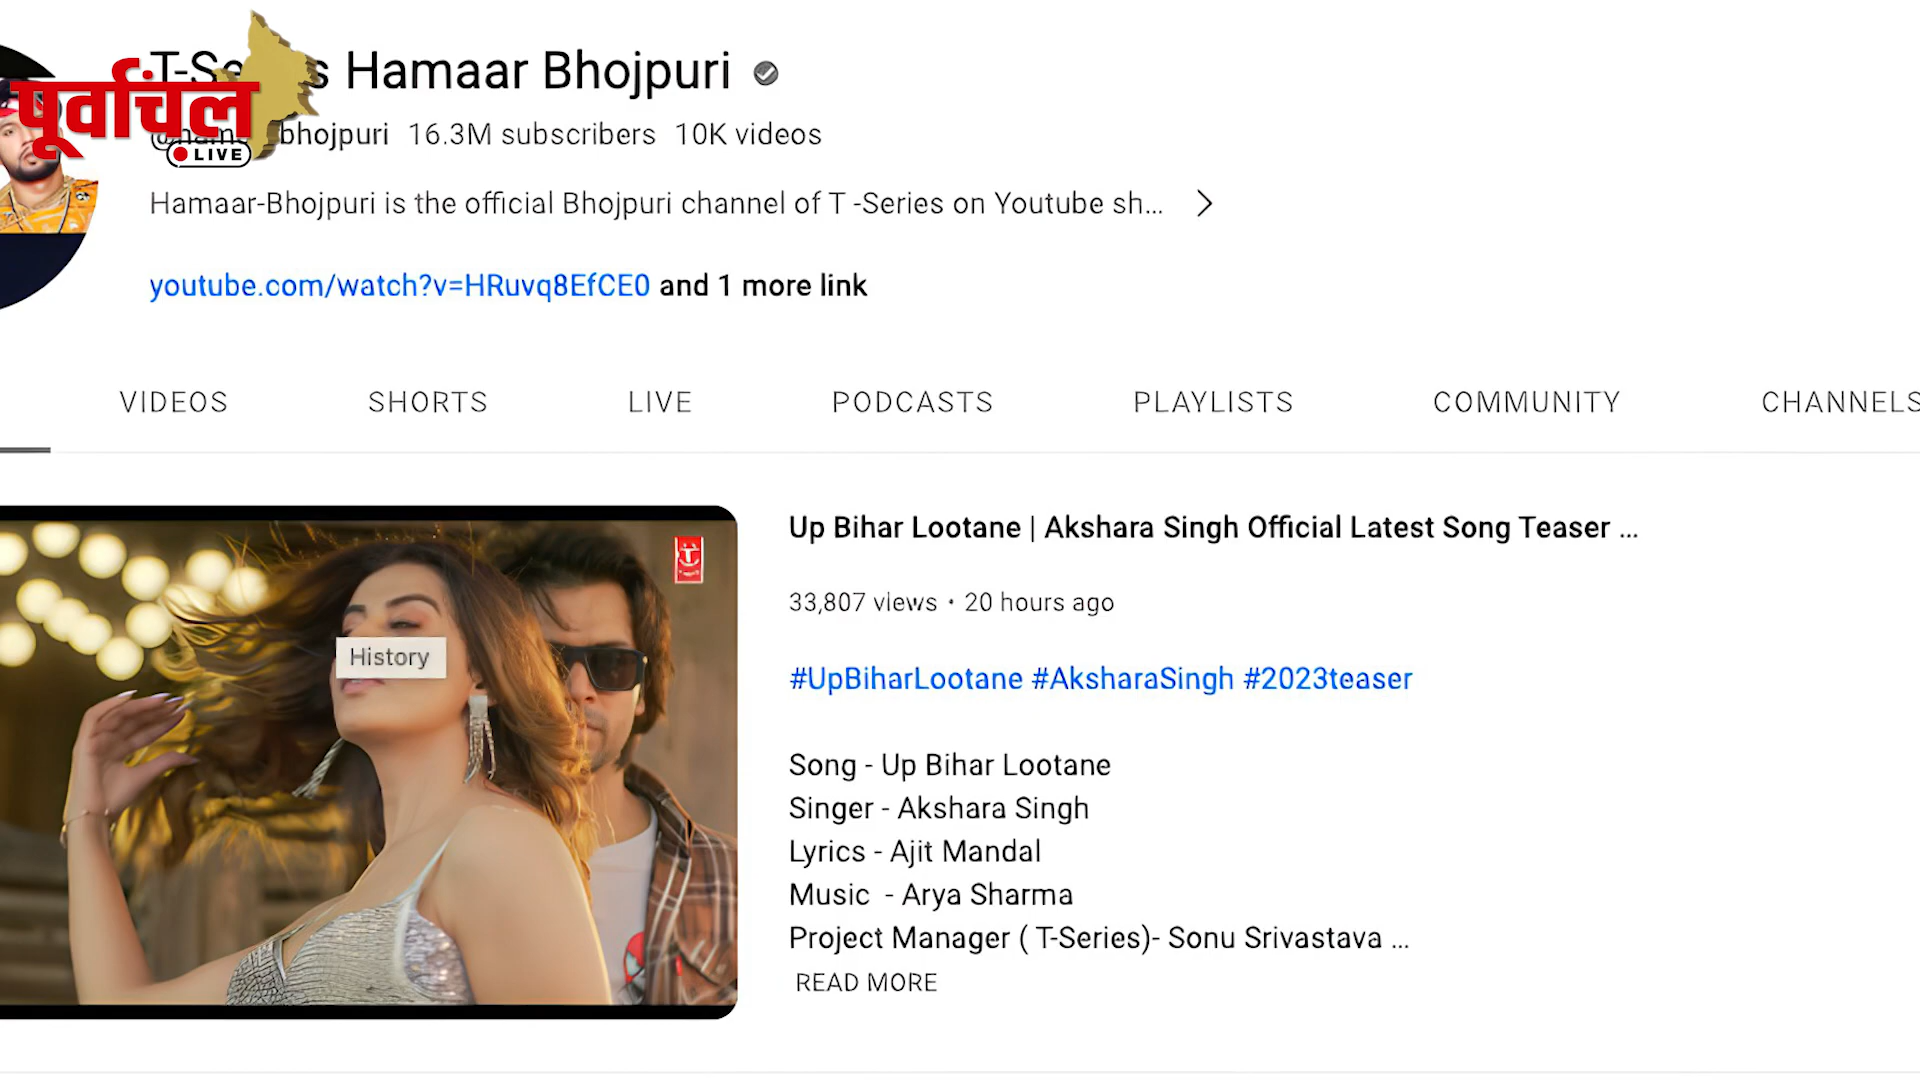 T-Series Hamaar Bhojpuri
पूर्वांचल
LIVE
bhojpuri 16.3M subscribers 10K videos
Hamaar-Bhojpuri is the official Bhojpuri channel of T -Series on Youtube sh...
youtube.com/watch?v=HRuvq8EfCE0 and 1 more link
VIDEOS SHORTS LIVE PODCASTS PLAYLISTS COMMUNITY CHANNELS
Up Bihar Lootane | Akshara Singh Official Latest Song Teaser ...
33,807 views • 20 hours ago
History
#UpBiharLootane #AksharaSingh #2023teaser
Song - Up Bihar Lootane
Singer - Akshara Singh
Lyrics - Ajit Mandal
Music - Arya Sharma
Project Manager ( T-Series)- Sonu Srivastava ...
READ MORE